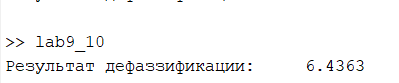 >> lab9_10
Результат дефаззификации:     6.4363